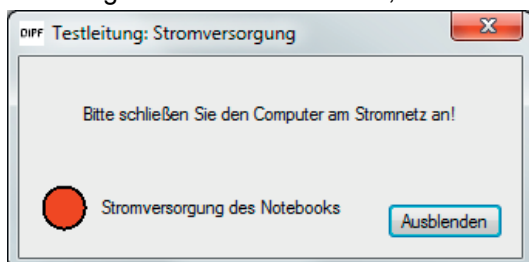 DIPF Testleitung: Stromversorgung
Bitte schließen Sie den Computer am Stromnetz an!
Stromversorgung des Notebooks
Ausblenden